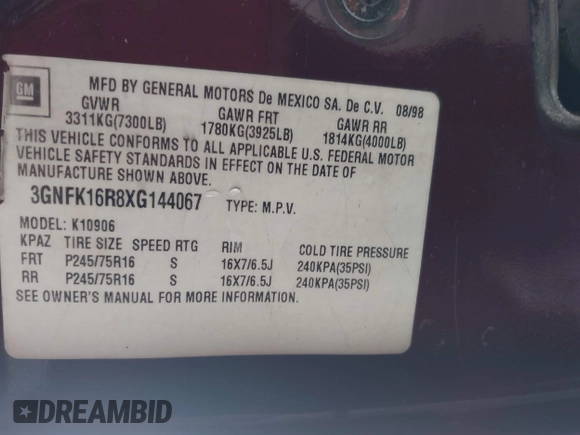 GM
MFD BY GENERAL MOTORS De MEXICO SA. De C.V. 08/98
GVWR GAWR FRT GAWR RR
3311KG(7300LB) 1780KG(3925LB) 1814KG(4000LB)
THIS VEHICLE CONFORMS TO ALL APPLICABLE U.S. FEDERAL MOTOR
VEHICLE SAFETY STANDARDS IN EFFECT ON THE DATE OF
MANUFACTURE SHOWN ABOVE.
3GNFK16R8XG144067 TYPE: M.P.V.
MODEL: K10906
KPAZ TIRE SIZE SPEED RTG RIM COLD TIRE PRESSURE
FRT P245/75R16 S 16X7/6.5J 240KPA(35PSI)
RR P245/75R16 S 16X7/6.5J 240KPA(35PSI)
SEE OWNER'S MANUAL FOR MORE INFORMATION.
DREAMBID